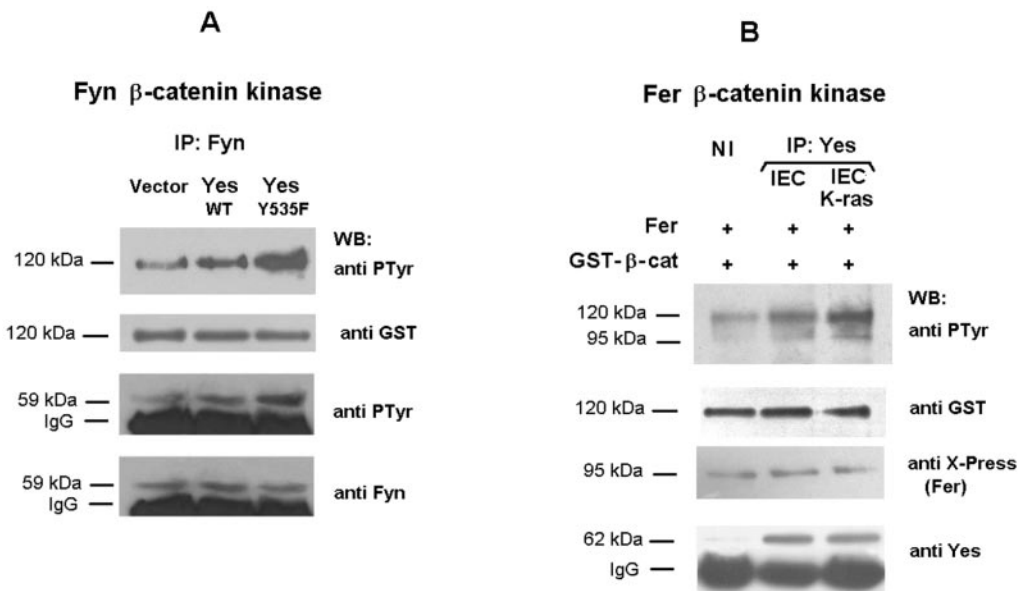 A
Fyn β-catenin kinase
IP: Fyn
Vector Yes WT Yes Y535F
WB:
120 kDa anti PTyr
120 kDa anti GST
59 kDa
IgG anti PTyr
59 kDa
IgG anti Fyn
B
Fer β-catenin kinase
NI IP: Yes
IEC IEC K-ras
Fer + + +
GST-β-cat + + +
WB:
120 kDa anti PTyr
95 kDa
120 kDa anti GST
95 kDa anti X-Press
(Fer)
62 kDa anti Yes
IgG